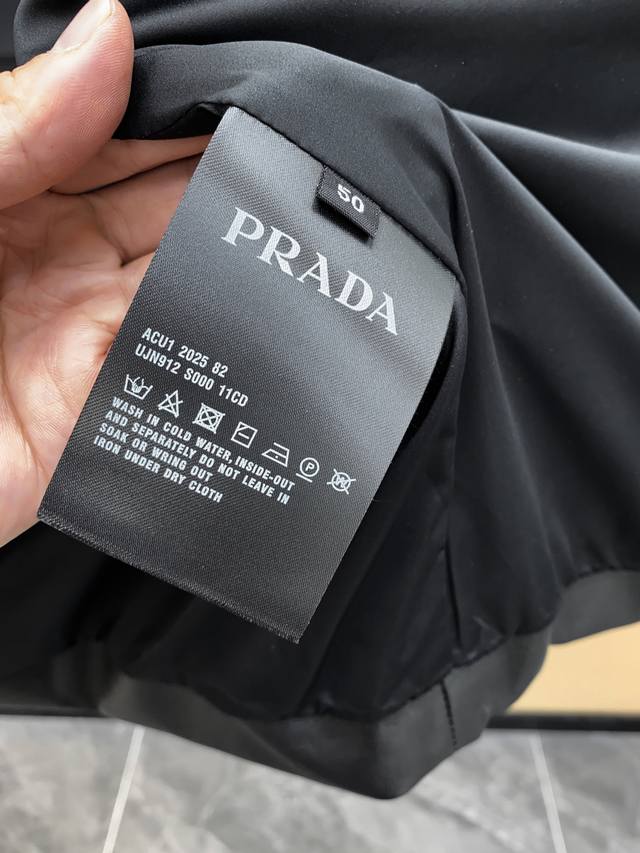 50
PRADA
ACU1 2025 82
UJN912 S000 11CD
P
WASH IN COLD WATER, INSIDE-OUT
AND SEPARATELY DO NOT LEAVE IN
SOAK OR WRING OUT
IRON UNDER DRY CLOTH